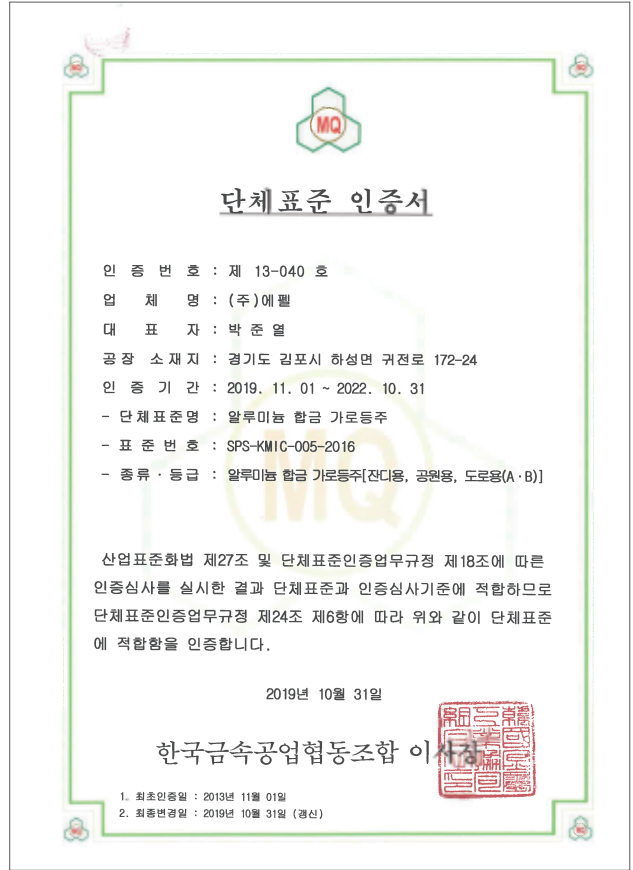 MQ
단체표준 인증서
인 증 번 호 : 제 13-040 호
업 체 명 : (주)에펠
대 표 자 : 박 준 열
공장 소재지 : 경기도 김포시 하성면 귀전로 172-24
인 증 기 간 : 2019. 11. 01 ~ 2022. 10. 31
- 단체표준명 : 알루미늄 합금 가로등주
- 표 준 번 호 : SPS-KMIC-005-2016
- 종류 · 등급 : 알루미늄 합금 가로등주[잔디용, 공원용, 도로용(A · B)]
MQ
산업표준화법 제27조 및 단체표준인증업무규정 제18조에 따른
인증심사를 실시한 결과 단체표준과 인증심사기준에 적합하므로
단체표준인증업무규정 제24조 제6항에 따라 위와 같이 단체표준
에 적합함을 인증합니다.
2019년 10월 31일
한국금속공업협동조합 이사장
1. 최초인증일 : 2013년 11월 01일
2. 최종변경일 : 2019년 10월 31일 (갱신)